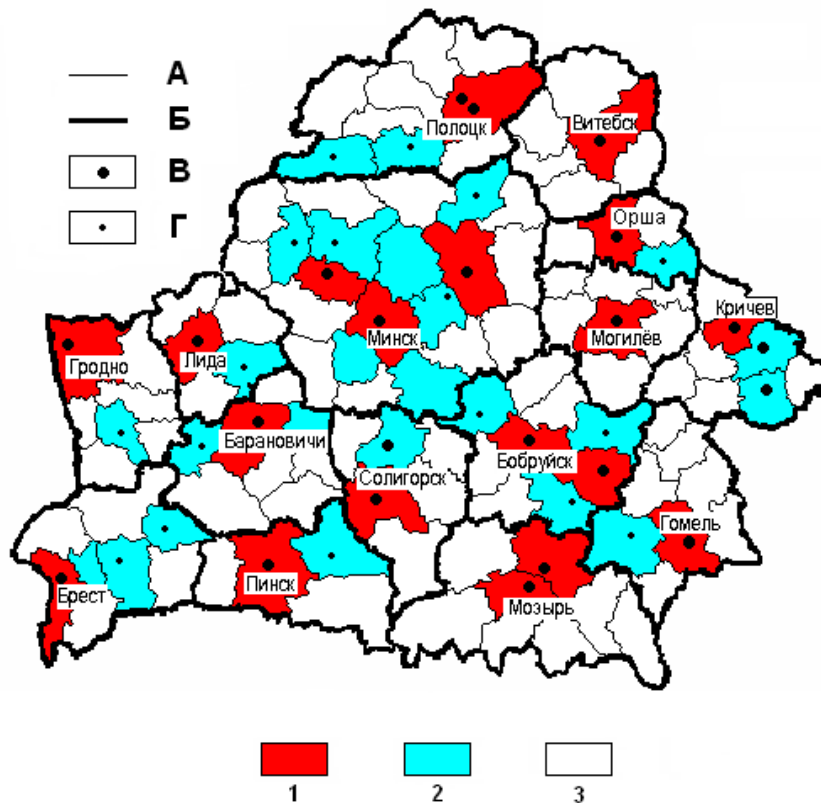 А
Б
В
Г
Полоцк
Витебск
Орша
Кричев
Минск
Могилёв
Гродно
Лида
Барановичи
Солигорск
Бобруйск
Гомель
Брест
Пинск
Мозырь
1
2
3